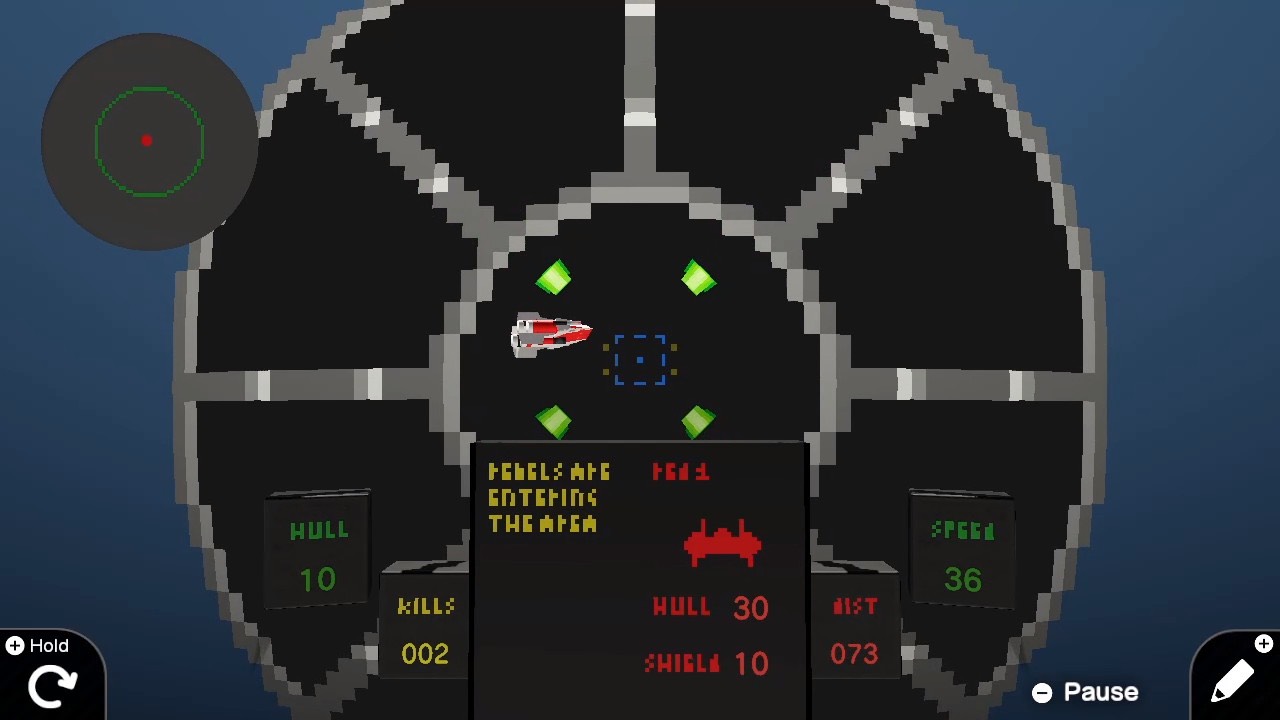 REBELS ARE
ENTERING
THE AREA
RED 1
HULL
10
SPEED
36
KILLS
002
HULL 30
SHIELD 10
DIST
073
Hold
Pause